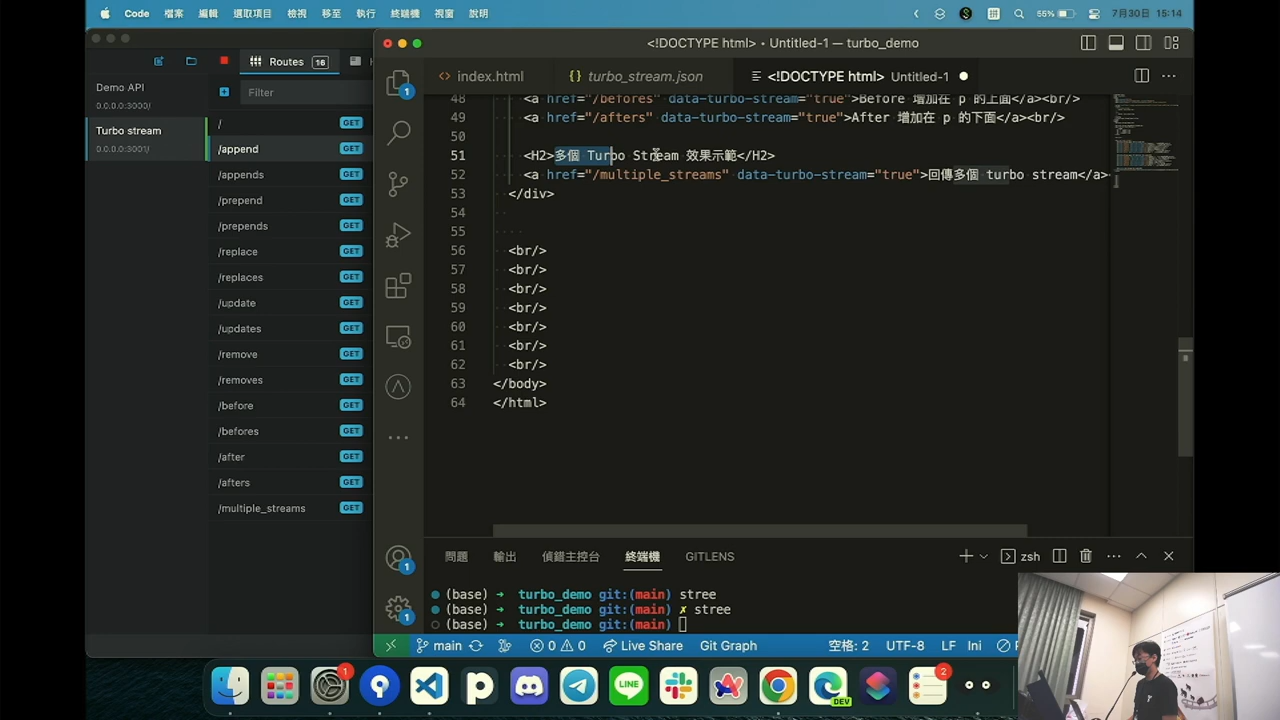 Code 檔案 編輯 選取項目 檢視 移至 執行 終端機 視窗 說明 55% 7月30日 15:14
<!DOCTYPE html> • Untitled-1 — turbo_demo
Routes 16
index.html turbo_stream.json <!DOCTYPE html> Untitled-1
Demo API
0.0.0.0:3000/
Turbo stream
0.0.0.0:3001/
Filter
/ GET
/append GET
/appends GET
/prepend GET
/prepends GET
/replace GET
/replaces GET
/update GET
/updates GET
/remove GET
/removes GET
/before GET
/befores GET
/after GET
/afters GET
/multiple_streams GET
48 <a href="/befores" data-turbo-stream="true">Before 增加在 p 的上面</a><br/>
49 <a href="/afters" data-turbo-stream="true">After 增加在 p 的下面</a><br/>
50
51 <H2>多個 Turbo Stream 效果示範</H2>
52 <a href="/multiple_streams" data-turbo-stream="true">回傳多個 turbo stream</a>
53 </div>
54
55
56 <br/>
57 <br/>
58 <br/>
59 <br/>
60 <br/>
61 <br/>
62 <br/>
63 </body>
64 </html>
1
1
1
問題 輸出 偵錯主控台 終端機 GITLENS zsh
(base) ➜ turbo_demo git:(main) stree
(base) ➜ turbo_demo git:(main) ✗ stree
(base) ➜ turbo_demo git:(main)
main 0 0 Live Share Git Graph 空格: 2 UTF-8 LF Ini
1 LINE DEV 2